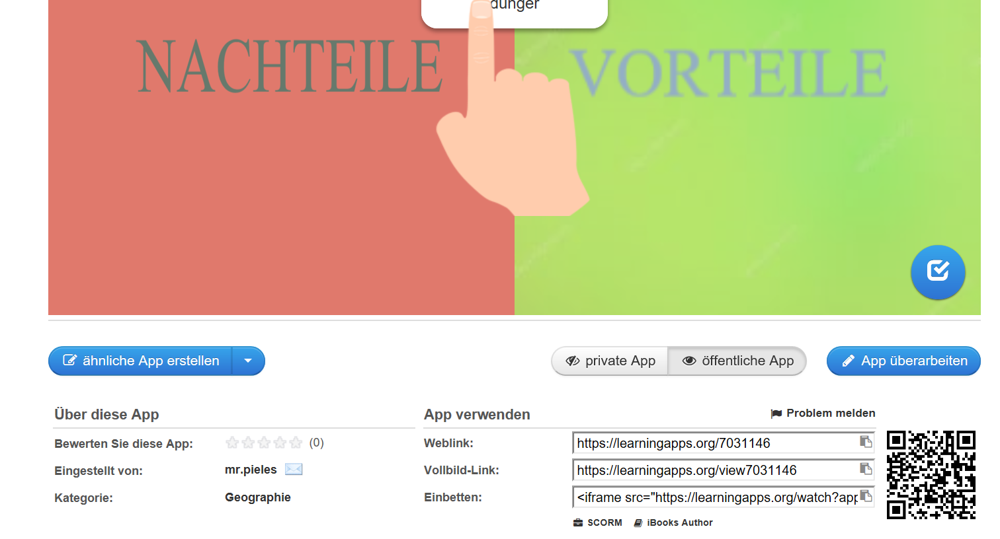 dünger
NACHTEILE
VORTEILE
ähnliche App erstellen
private App
öffentliche App
App überarbeiten
Über diese App
Bewerten Sie diese App:
(0)
Eingestellt von:
mr.pieles
Kategorie:
Geographie
App verwenden
Problem melden
Weblink:
https://learningapps.org/7031146
Vollbild-Link:
https://learningapps.org/view7031146
Einbetten:
<iframe src="https://learningapps.org/watch?app
SCORM
iBooks Author